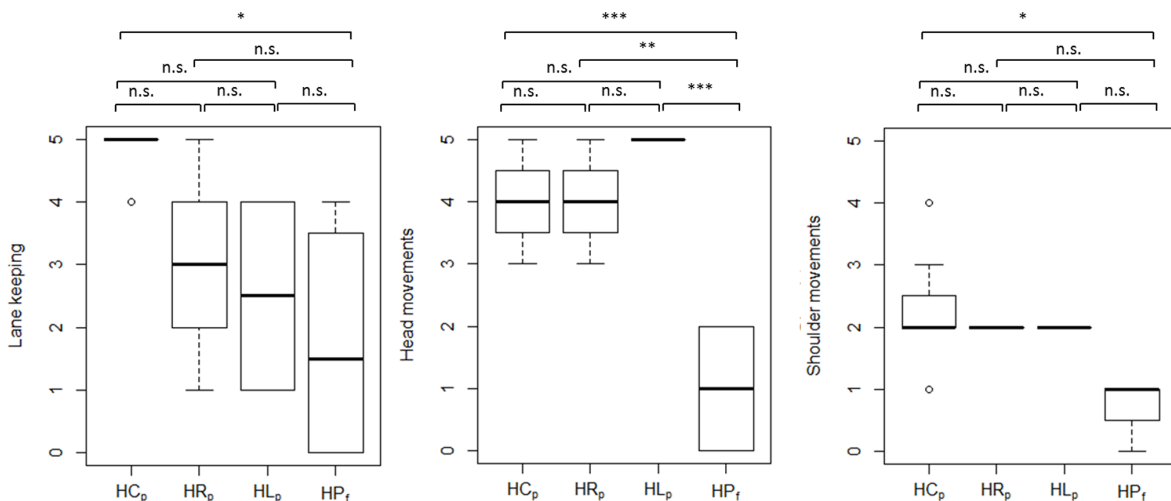 *
n.s.
n.s.
n.s.
n.s.
n.s.
Lane keeping
5
4
3
2
1
0
HCp
HRp
HLp
HPf
***
**
n.s.
***
n.s.
n.s.
Head movements
5
4
3
2
1
0
HCp
HRp
HLp
HPf
*
n.s.
n.s.
n.s.
n.s.
n.s.
Shoulder movements
5
4
3
2
1
0
HCp
HRp
HLp
HPf